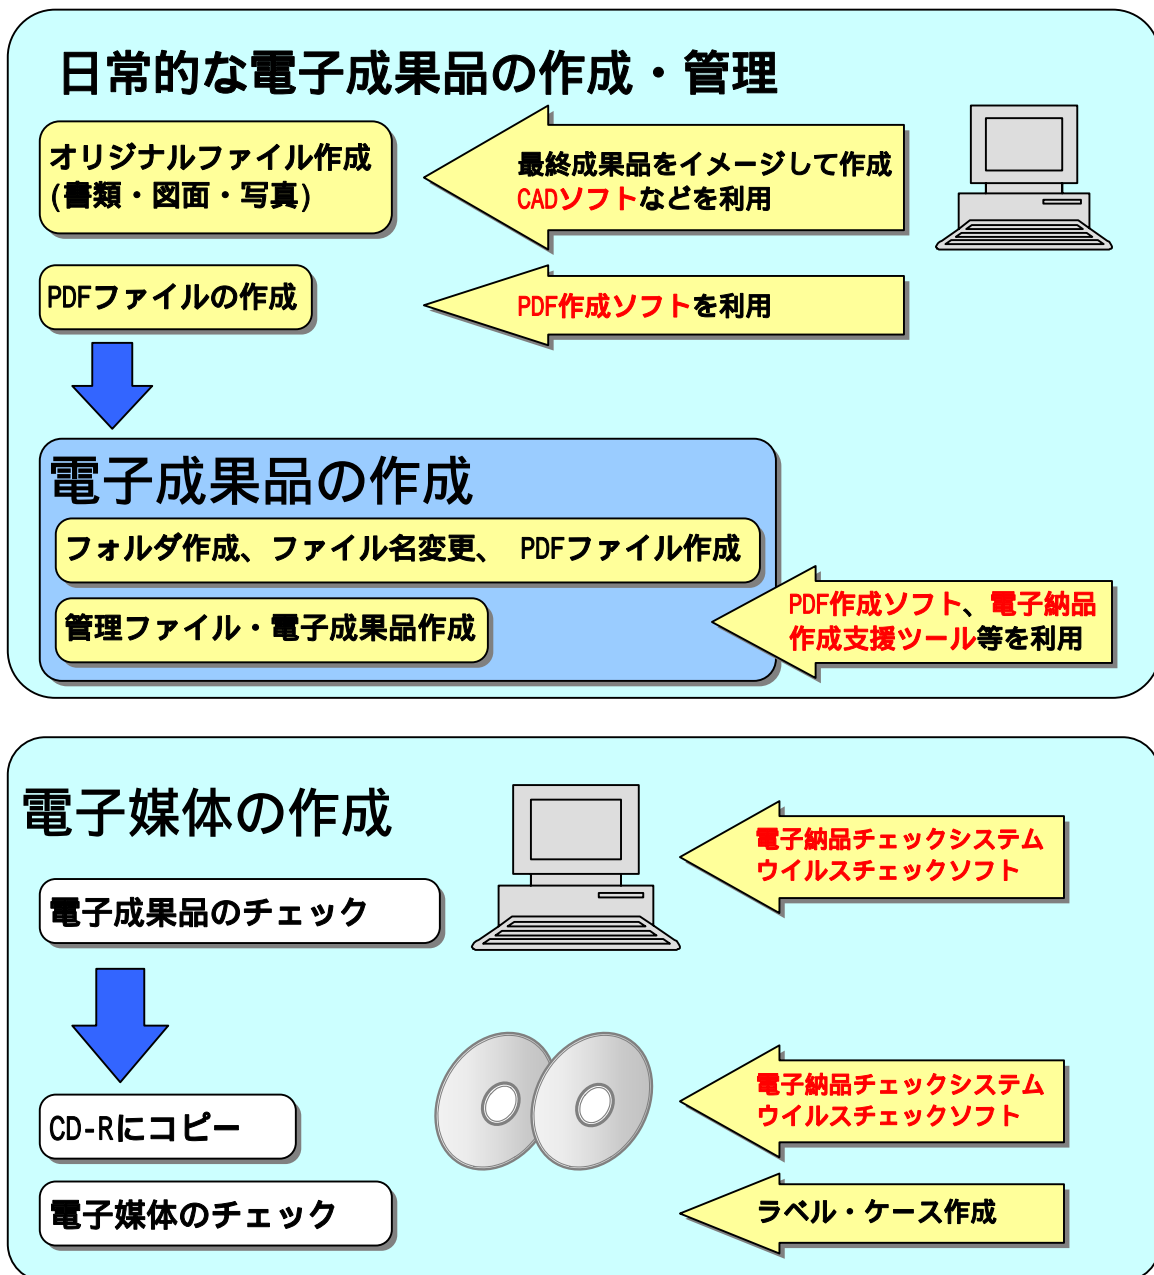 日常的な電子成果品の作成・管理
オリジナルファイル作成
(書類・図面・写真)
最終成果品をイメージして作成
CADソフトなどを利用
PDFファイルの作成
PDF作成ソフトを利用
電子成果品の作成
フォルダ作成、ファイル名変更、 PDFファイル作成
管理ファイル・電子成果品作成
PDF作成ソフト、電子納品
作成支援ツール等を利用
電子媒体の作成
電子納品チェックシステム
ウイルスチェックソフト
電子成果品のチェック
電子納品チェックシステム
ウイルスチェックソフト
CD-Rにコピー
電子媒体のチェック
ラベル・ケース作成